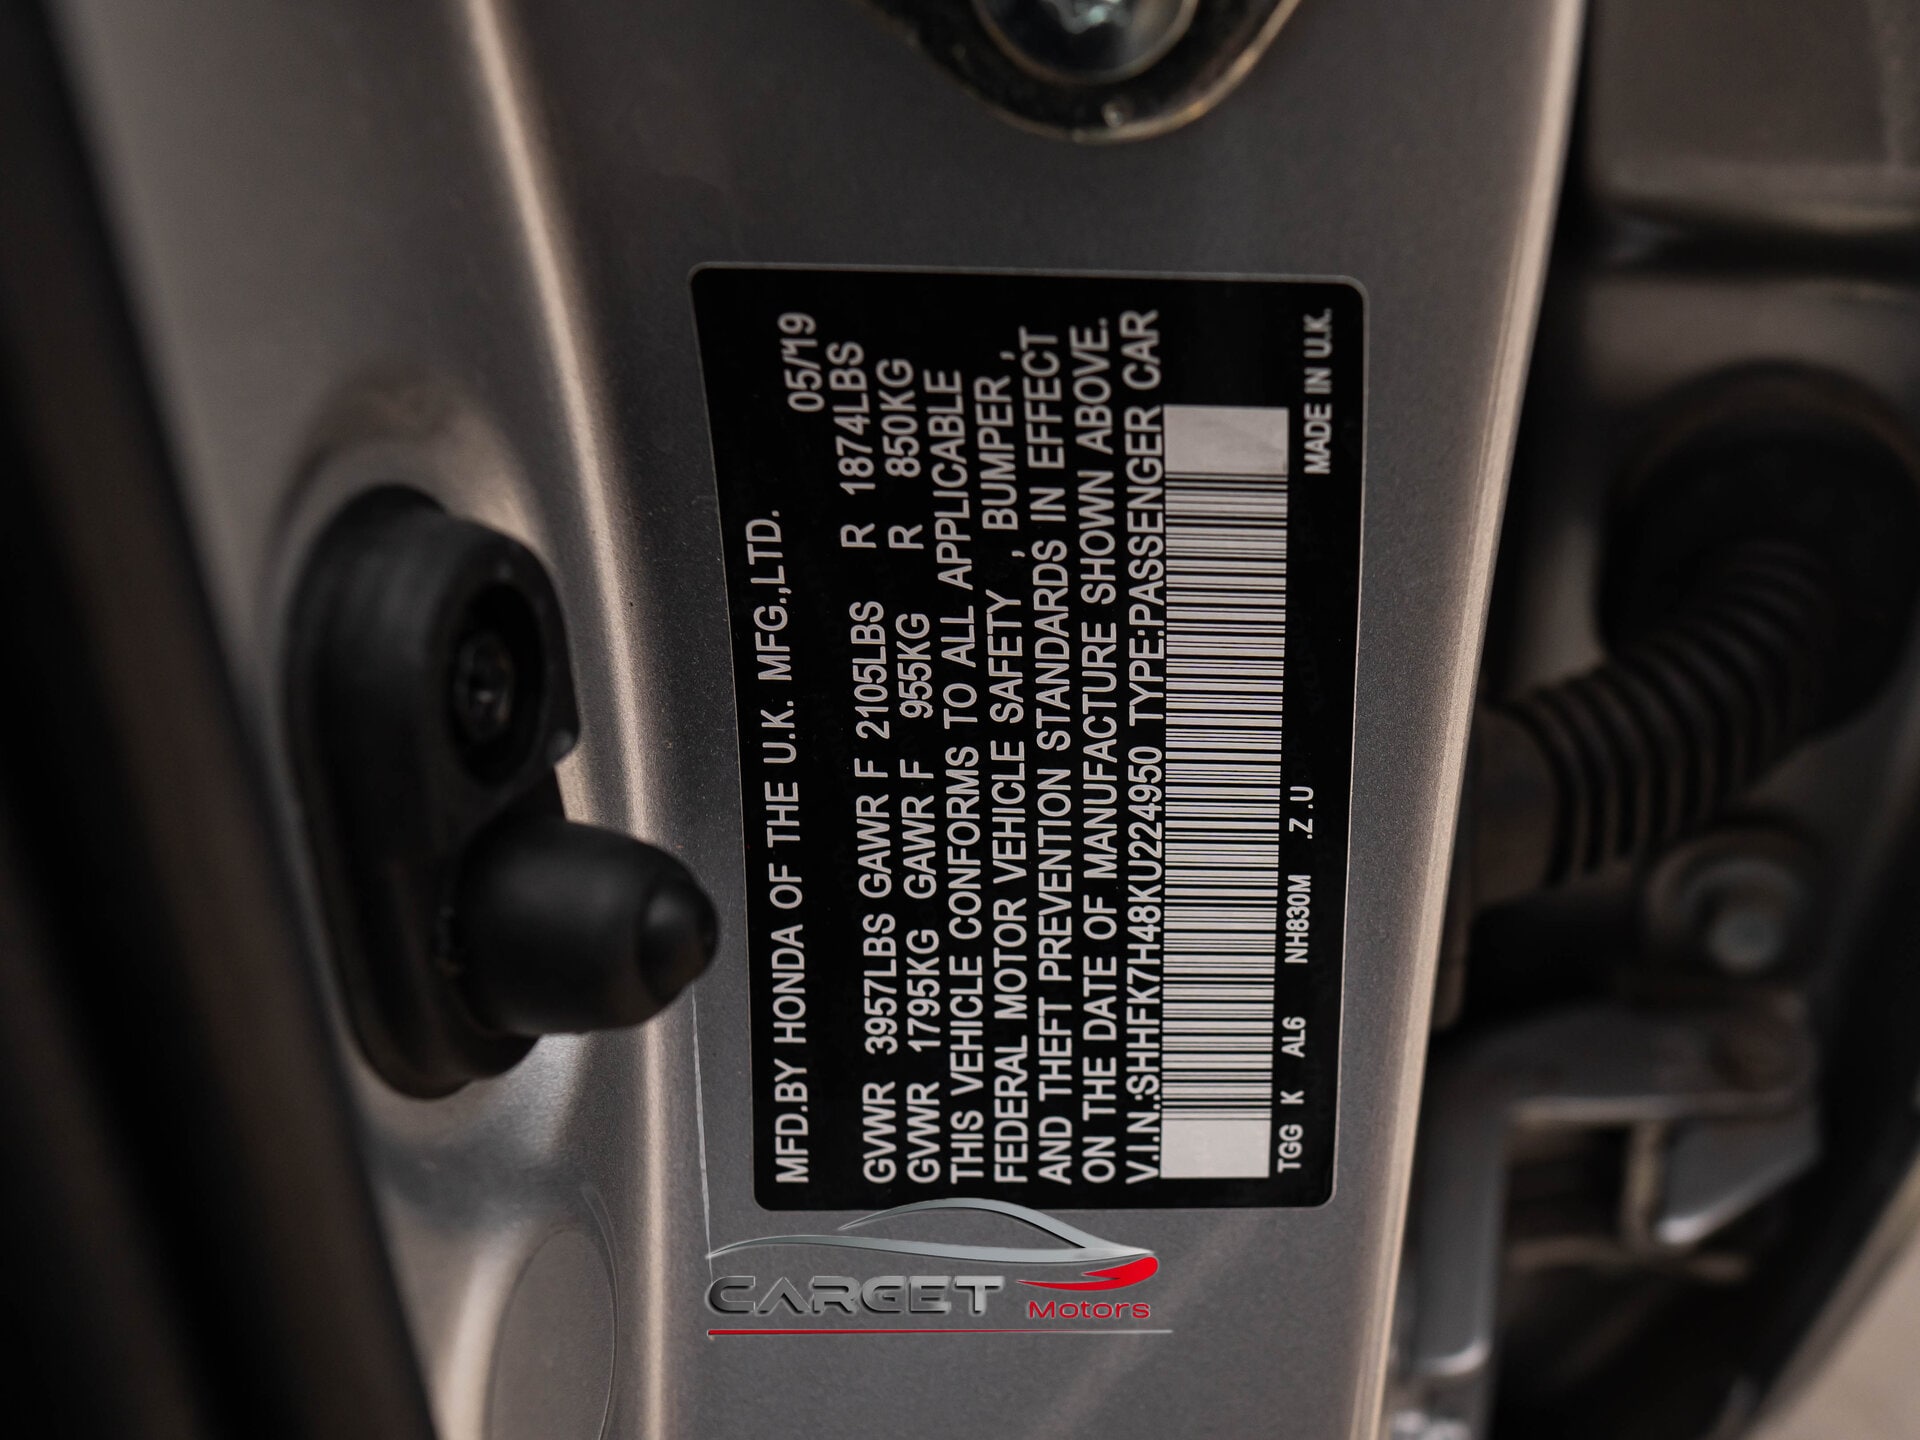 MFD.BY HONDA OF THE U.K. MFG.,LTD. 05/'19
GVWR 3957LBS GAWR F 2105LBS R 1874LBS
GVWR 1795KG GAWR F 955KG R 850KG
THIS VEHICLE CONFORMS TO ALL APPLICABLE
FEDERAL MOTOR VEHICLE SAFETY , BUMPER ,
AND THEFT PREVENTION STANDARDS IN EFFECT
ON THE DATE OF MANUFACTURE SHOWN ABOVE.
V.I.N.:SHHFK7H48KU224950 TYPE:PASSENGER CAR
TGG K AL6 NH830M .Z .U MADE IN U.K.
CARGET
Motors